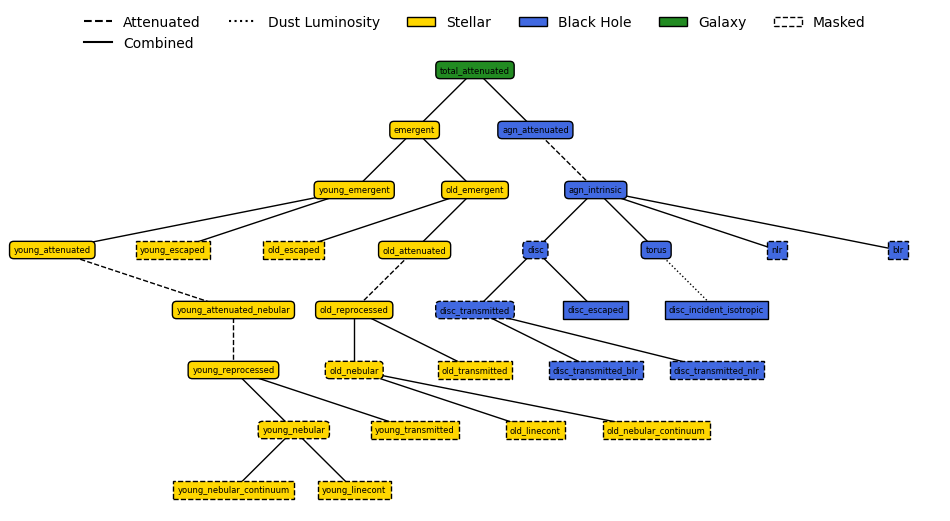 Attenuated
Dust Luminosity
Stellar
Black Hole
Galaxy
Masked
Combined
total_attenuated
emergent
agn_attenuated
young_emergent
old_emergent
agn_intrinsic
young_attenuated
young_escaped
old_escaped
old_attenuated
disc
torus
nlr
blr
young_attenuated_nebular
old_reprocessed
disc_transmitted
disc_escaped
disc_incident_isotropic
young_reprocessed
old_nebular
old_transmitted
disc_transmitted_blr
disc_transmitted_nlr
young_nebular
young_transmitted
old_linecont
old_nebular_continuum
young_nebular_continuum
young_linecont